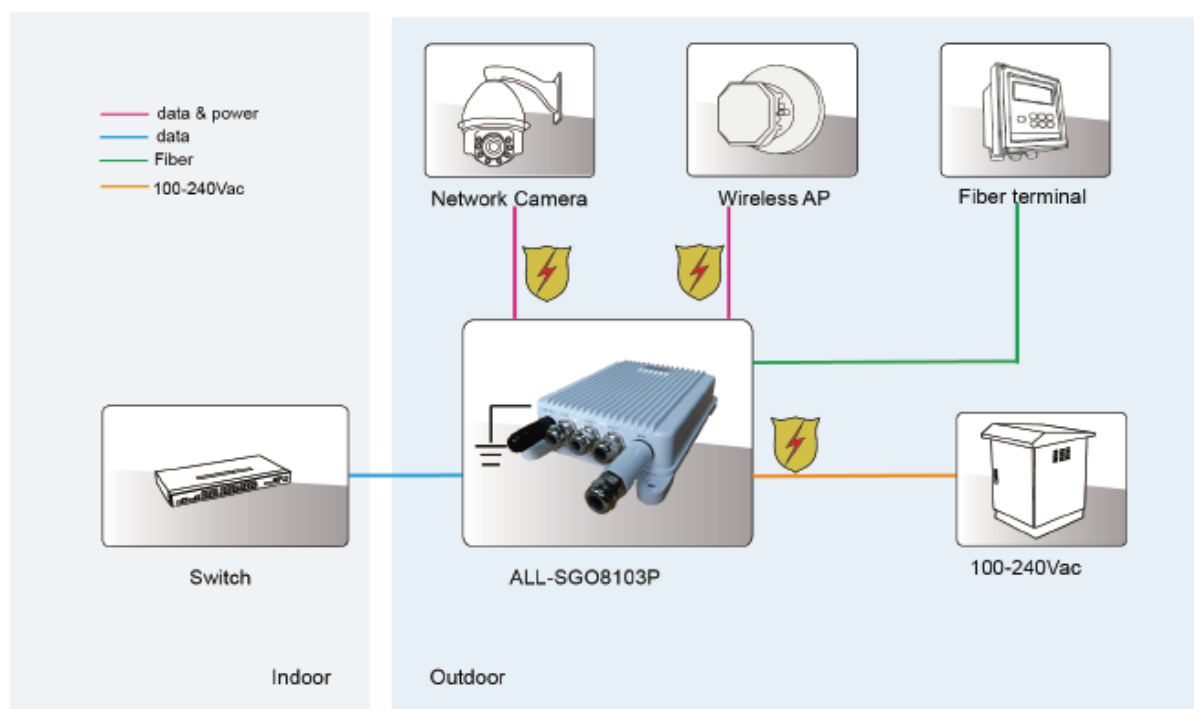 data & power
data
Fiber
100-240Vac
Network Camera
Wireless AP
Fiber terminal
Switch
ALL-SGO8103P
100-240Vac
Indoor
Outdoor